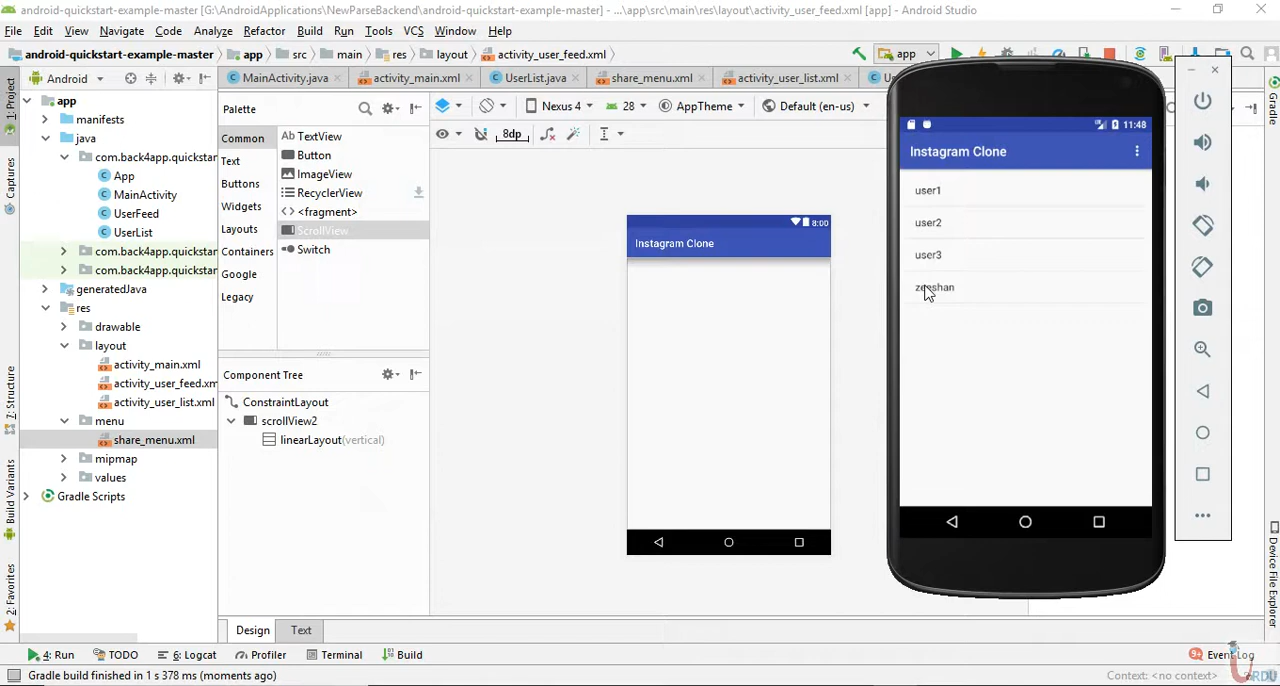 android-quickstart-example-master [G:\AndroidApplications\NewParseBackend\android-quickstart-example-master] - ...\app\src\main\res\layout\activity_user_feed.xml [app] - Android Studio
File Edit View Navigate Code Analyze Refactor Build Run Tools VCS Window Help
android-quickstart-example-master app src main res layout activity_user_feed.xml app
Android MainActivity.java activity_main.xml UserList.java share_menu.xml activity_user_list.xml
1: Project
Captures
7: Structure
Build Variants
2: Favorites
app
manifests
java
com.back4app.quickstar
App
MainActivity
UserFeed
UserList
com.back4app.quickstar
com.back4app.quickstar
generatedJava
res
drawable
layout
activity_main.xml
activity_user_feed.xm
activity_user_list.xml
menu
share_menu.xml
mipmap
values
Gradle Scripts
Palette
Common
Text
Buttons
Widgets
Layouts
Containers
Google
Legacy
Ab TextView
Button
ImageView
RecyclerView
<fragment>
ScrollView
Switch
Component Tree
ConstraintLayout
scrollView2
linearLayout(vertical)
Nexus 4 28 AppTheme Default (en-us)
8dp
8:00
Instagram Clone
11:48
Instagram Clone
user1
user2
user3
zeeshan
Gradle
Device File Explorer
Design Text
4: Run TODO 6: Logcat Profiler Terminal Build Event Log
Gradle build finished in 1 s 378 ms (moments ago) Context: <no context>
URDU